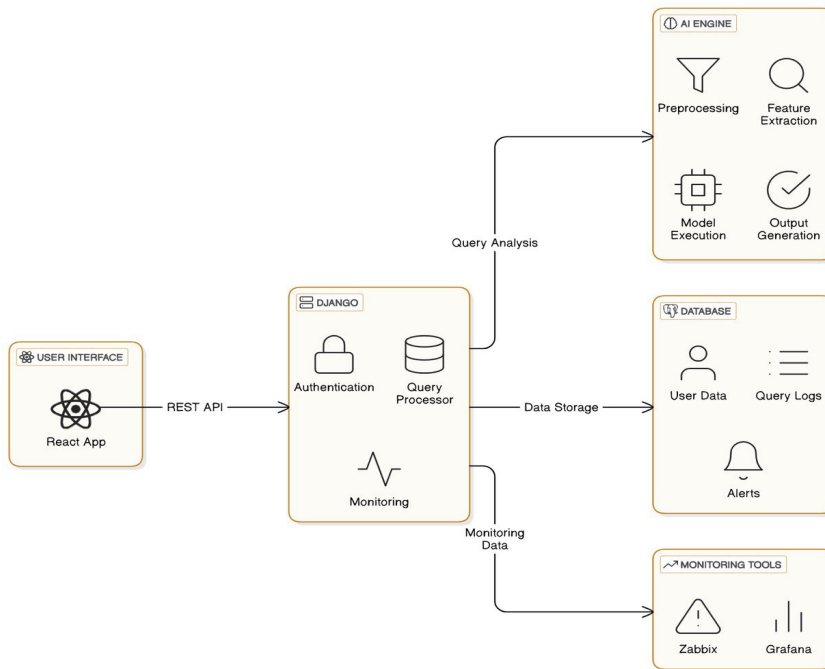 AI ENGINE
Preprocessing
Feature
Extraction
Model
Execution
Output
Generation
Query Analysis
DJANGO
Authentication
Query
Processor
Monitoring
USER INTERFACE
React App
REST API
Data Storage
DATABASE
User Data
Query Logs
Alerts
Monitoring
Data
MONITORING TOOLS
Zabbix
Grafana